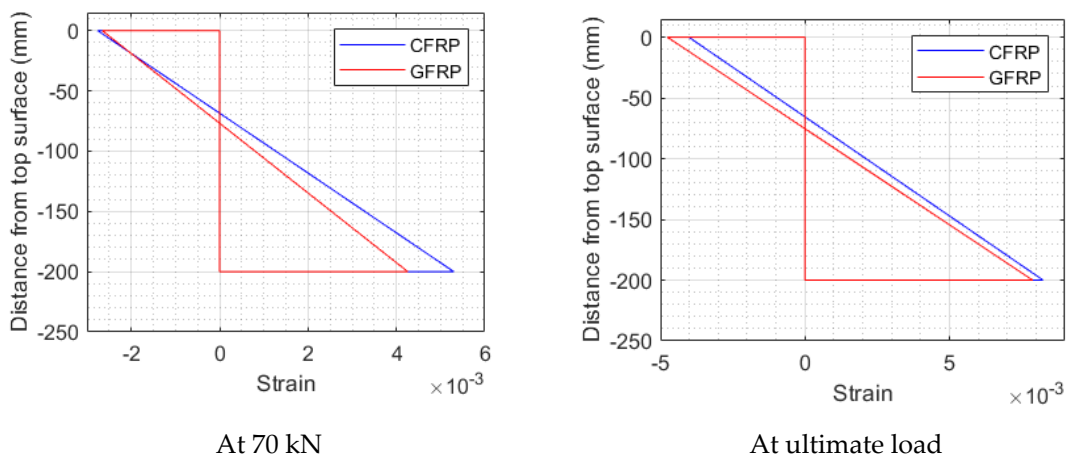 Distance from top surface (mm)
0
-50
-100
-150
-200
-250
CFRP
GFRP
-2
0
2
4
6
Strain
×10-3
At 70 kN
Distance from top surface (mm)
0
-50
-100
-150
-200
-250
CFRP
GFRP
-5
0
5
Strain
×10-3
At ultimate load